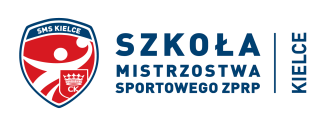 SMS KIELCE
CK
SZKOŁA
MISTRZOSTWA
SPORTOWEGO ZPRP
KIELCE